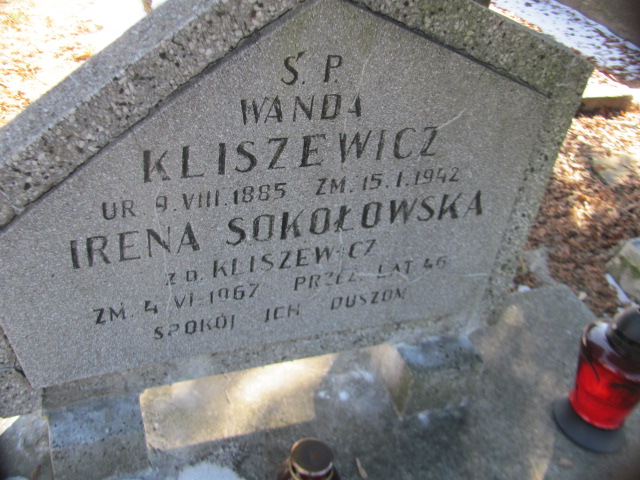 Ś. P.
WANDA
KLISZEWICZ
UR. 9. VIII. 1885 ZM. 15. I. 1942
IRENA SOKOŁOWSKA
Z D. KLISZEWICZ
ZM. 4 VI-1967 PRZEŻ. LAT 46
SPOKÓJ ICH DUSZOM